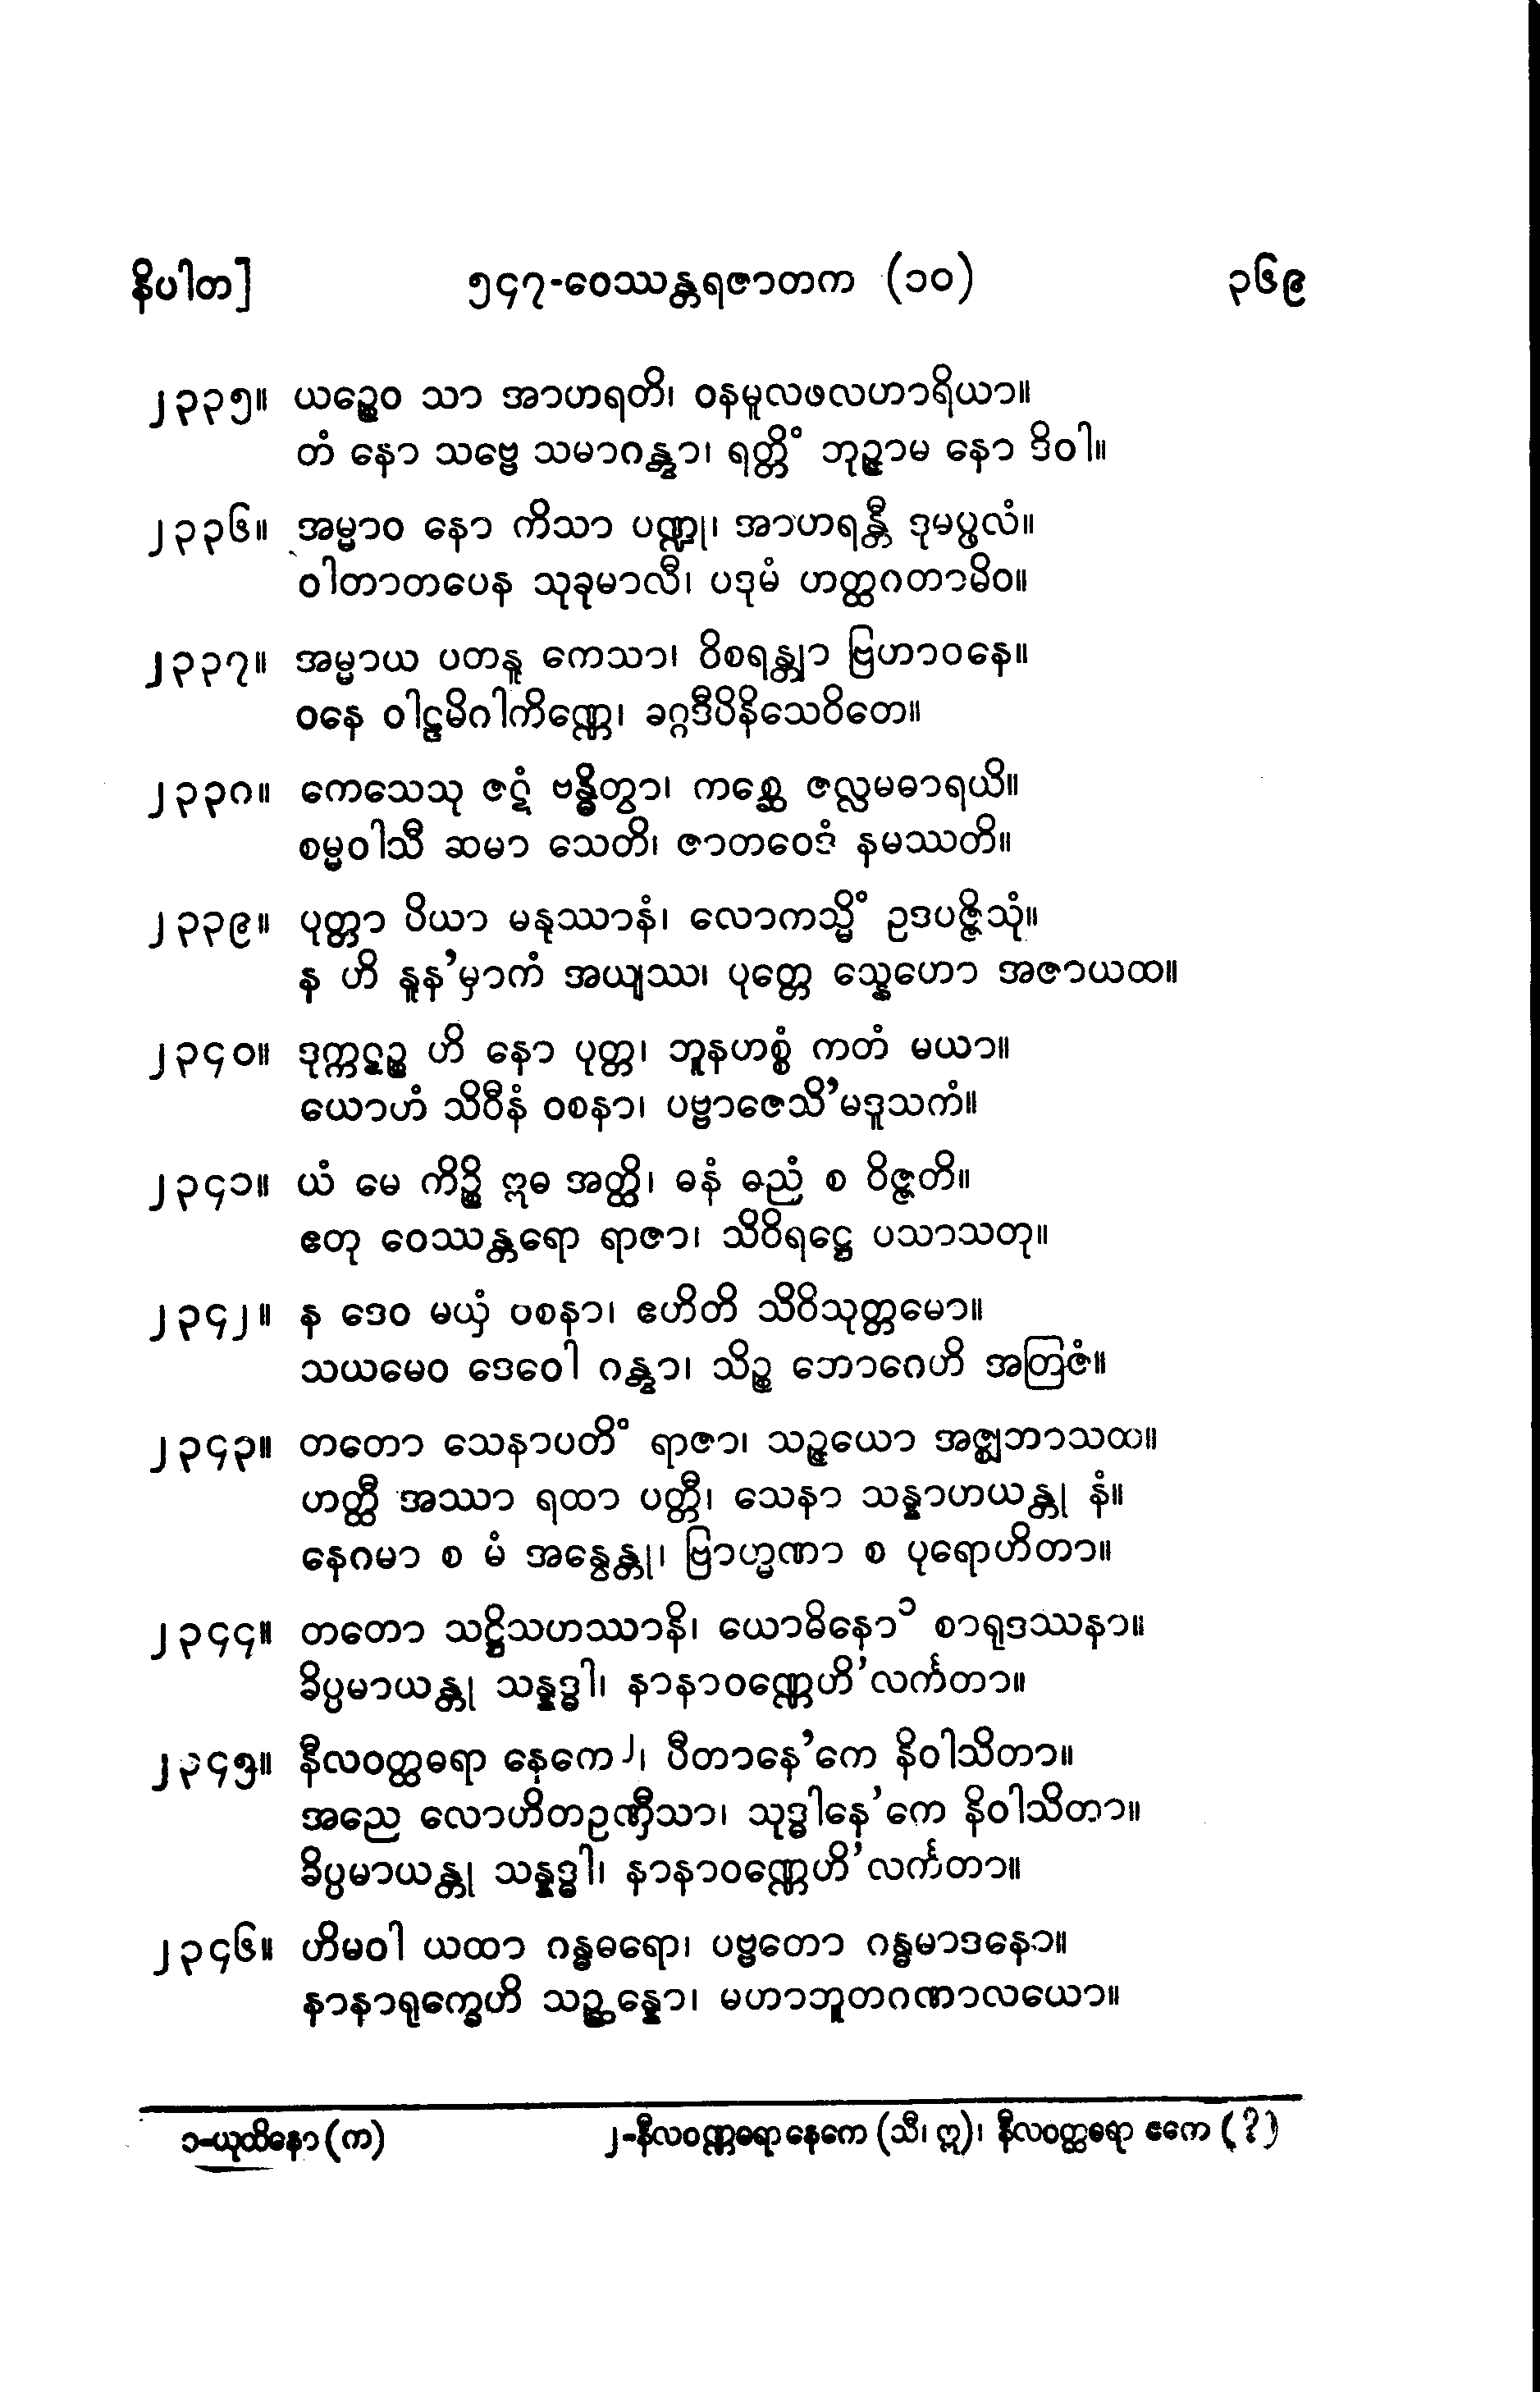 နိပါတ] ၅၄၇-ဝေဿန္တရဇာတက (၁၀) ၃၆၉
၂၃၃၅။ ယဉ္စေဝ သာ အာဟရတိ၊ ဝနမူလဖလဟာရိယာ။
တံ နော သဗ္ဗေ သမာဂန္တွာ၊ ရတ္တိံ ဘုဉ္ဇာမ နော ဒိဝါ။
၂၃၃၆။ အမ္မာဝ နော ကိသာ ပဏ္ဍု၊ အာဟရန္တီ ဒုမပ္ဖလံ။
ဝါတာတပေန သုခုမာလီ၊ ပဒုမံ ဟတ္ထဂတာမိဝ။
၂၃၃၇။ အမ္မာယ ပတနူ ကေသာ၊ ဝိစရန္တျာ ဗြဟာဝနေ။
ဝနေ ဝါဠမိဂါကိဏ္ဏေ၊ ခဂ္ဂဒီပိနိသေဝိတေ။
၂၃၃၈။ ကေသေသု ဇဋံ ဗန္ဓိတွာ၊ ကစ္ဆေ ဇလ္လမဓာရယိ။
စမ္မဝါသီ ဆမာ သေတိ၊ ဇာတဝေဒံ နမဿတိ။
၂၃၃၉။ ပုတ္တာ ပိယာ မနုဿာနံ၊ လောကသ္မိံ ဥဒပဇ္ဇိသုံ။
န ဟိ နူန’မှာကံ အယျဿ၊ ပုတ္တေ သ္နေဟော အဇာယထ။
၂၃၄၀။ ဒုက္ကဋဉ္စ ဟိ နော ပုတ္တ၊ ဘူနဟစ္စံ ကတံ မယာ။
ယောဟံ သိဝီနံ ဝစနာ၊ ပဗ္ဗာဇေသိ’မဒူသကံ။
၂၃၄၁။ ယံ မေ ကိဉ္စိ ဣဓ အတ္ထိ၊ ဓနံ ဓညံ စ ဝိဇ္ဇတိ။
ဧတု ဝေဿန္တရော ရာဇာ၊ သိဝိရဋ္ဌေ ပသာသတု။
၂၃၄၂။ န ဒေဝ မယှံ ဝစနာ၊ ဧဟိတိ သိဝိသုတ္တမော။
သယမေဝ ဒေဝေါ ဂန္တွာ၊ သိဉ္စ ဘောဂေဟိ အတြဇံ။
၂၃၄၃။ တတော သေနာပတိံ ရာဇာ၊ သဉ္ဇယော အဇ္ဈဘာသထ။
ဟတ္ထီ အဿာ ရထာ ပတ္တီ၊ သေနာ သန္နာဟယန္တု နံ။
နေဂမာ စ မံ အနွေန္တု၊ ဗြာဟ္မဏာ စ ပုရောဟိတာ။
၂၃၄၄။ တတော သဋ္ဌိသဟဿာနိ၊ ယောဓိနော၁ စာရုဒဿနာ။
ခိပ္ပမာယန္တု သန္နဒ္ဓါ၊ နာနာဝဏ္ဏေဟိ’လင်္ကတာ။
၂၃၄၅။ နီလဝတ္ထဓရာ နေကေ၂၊ ပီတာနေ’ကေ နိဝါသိတာ။
အညေ လောဟိတဥဏှီသာ၊ သုဒ္ဓါနေ’ကေ နိဝါသိတာ။
ခိပ္ပမာယန္တု သန္နဒ္ဓါ၊ နာနာဝဏ္ဏေဟိ’လင်္ကတာ။
၂၃၄၆။ ဟိမဝါ ယထာ ဂန္ဓဓရော၊ ပဗ္ဗတော ဂန္ဓမာဒနော။
နာနာရုက္ခေဟိ သဉ္ဆန္နော၊ မဟာဘူတဂဏာလယော။
၁-ယုထိနော (က) ၂-နီလဝဏ္ဏဓရာ နေကေ (သီ၊ ဣ)၊ နီလဝတ္ထဓရာ ဧကေ (?)